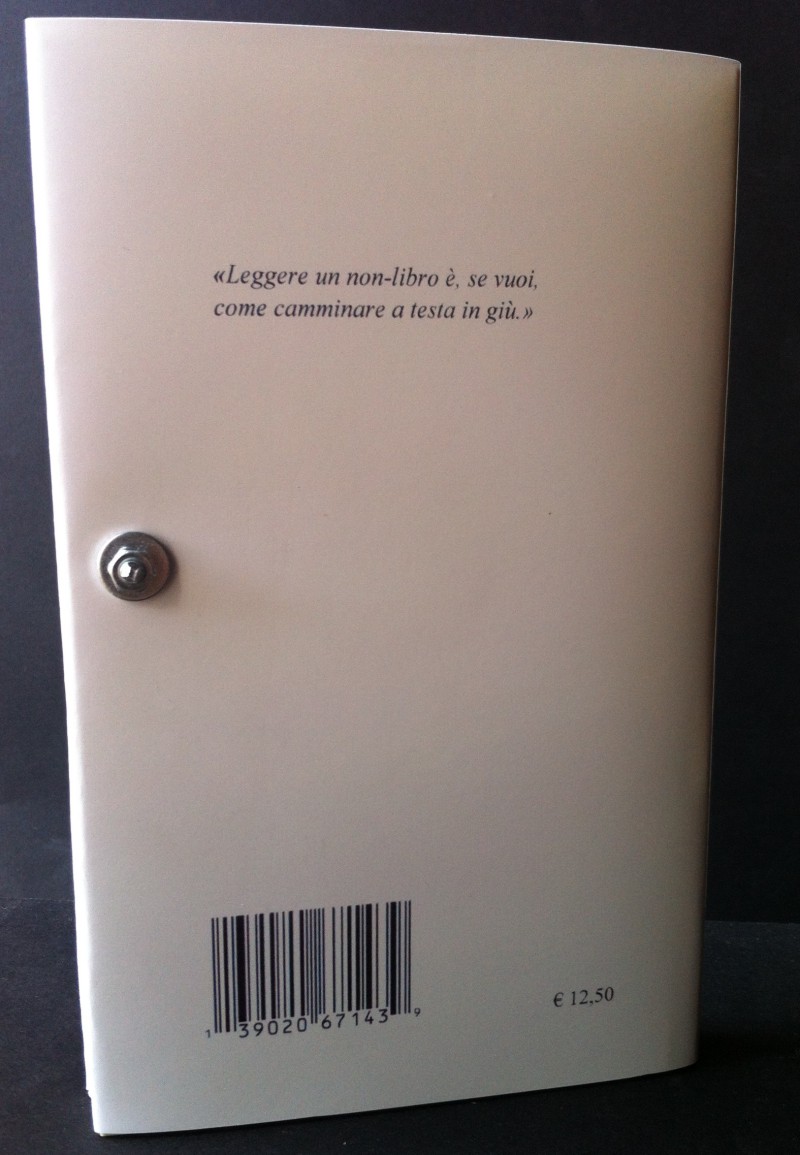 «Leggere un non-libro è, se vuoi,
come camminare a testa in giù.»
1 39020 67143 9
€ 12,50